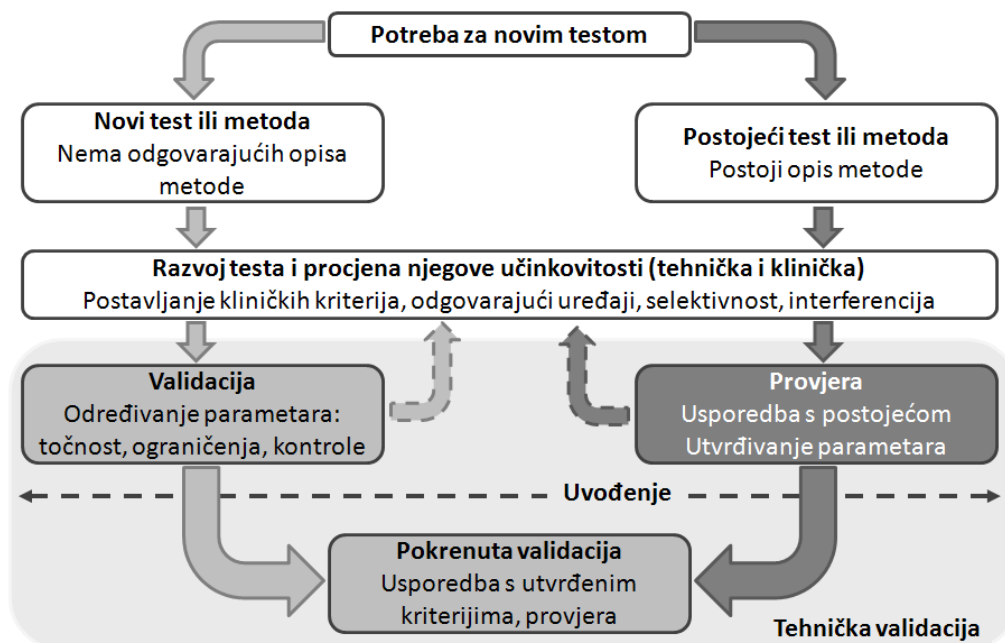 Potreba za novim testom
Novi test ili metoda
Nema odgovarajućih opisa
metode
Postojeći test ili metoda
Postoji opis metode
Razvoj testa i procjena njegove učinkovitosti (tehnička i klinička)
Postavljanje kliničkih kriterija, odgovarajući uređaji, selektivnost, interferencija
Validacija
Određivanje parametara:
točnost, ograničenja, kontrole
Provjera
Usporedba s postojećom
Utvrđivanje parametara
Uvođenje
Pokrenuta validacija
Usporedba s utvrđenim
kriterijima, provjera
Tehnička validacija